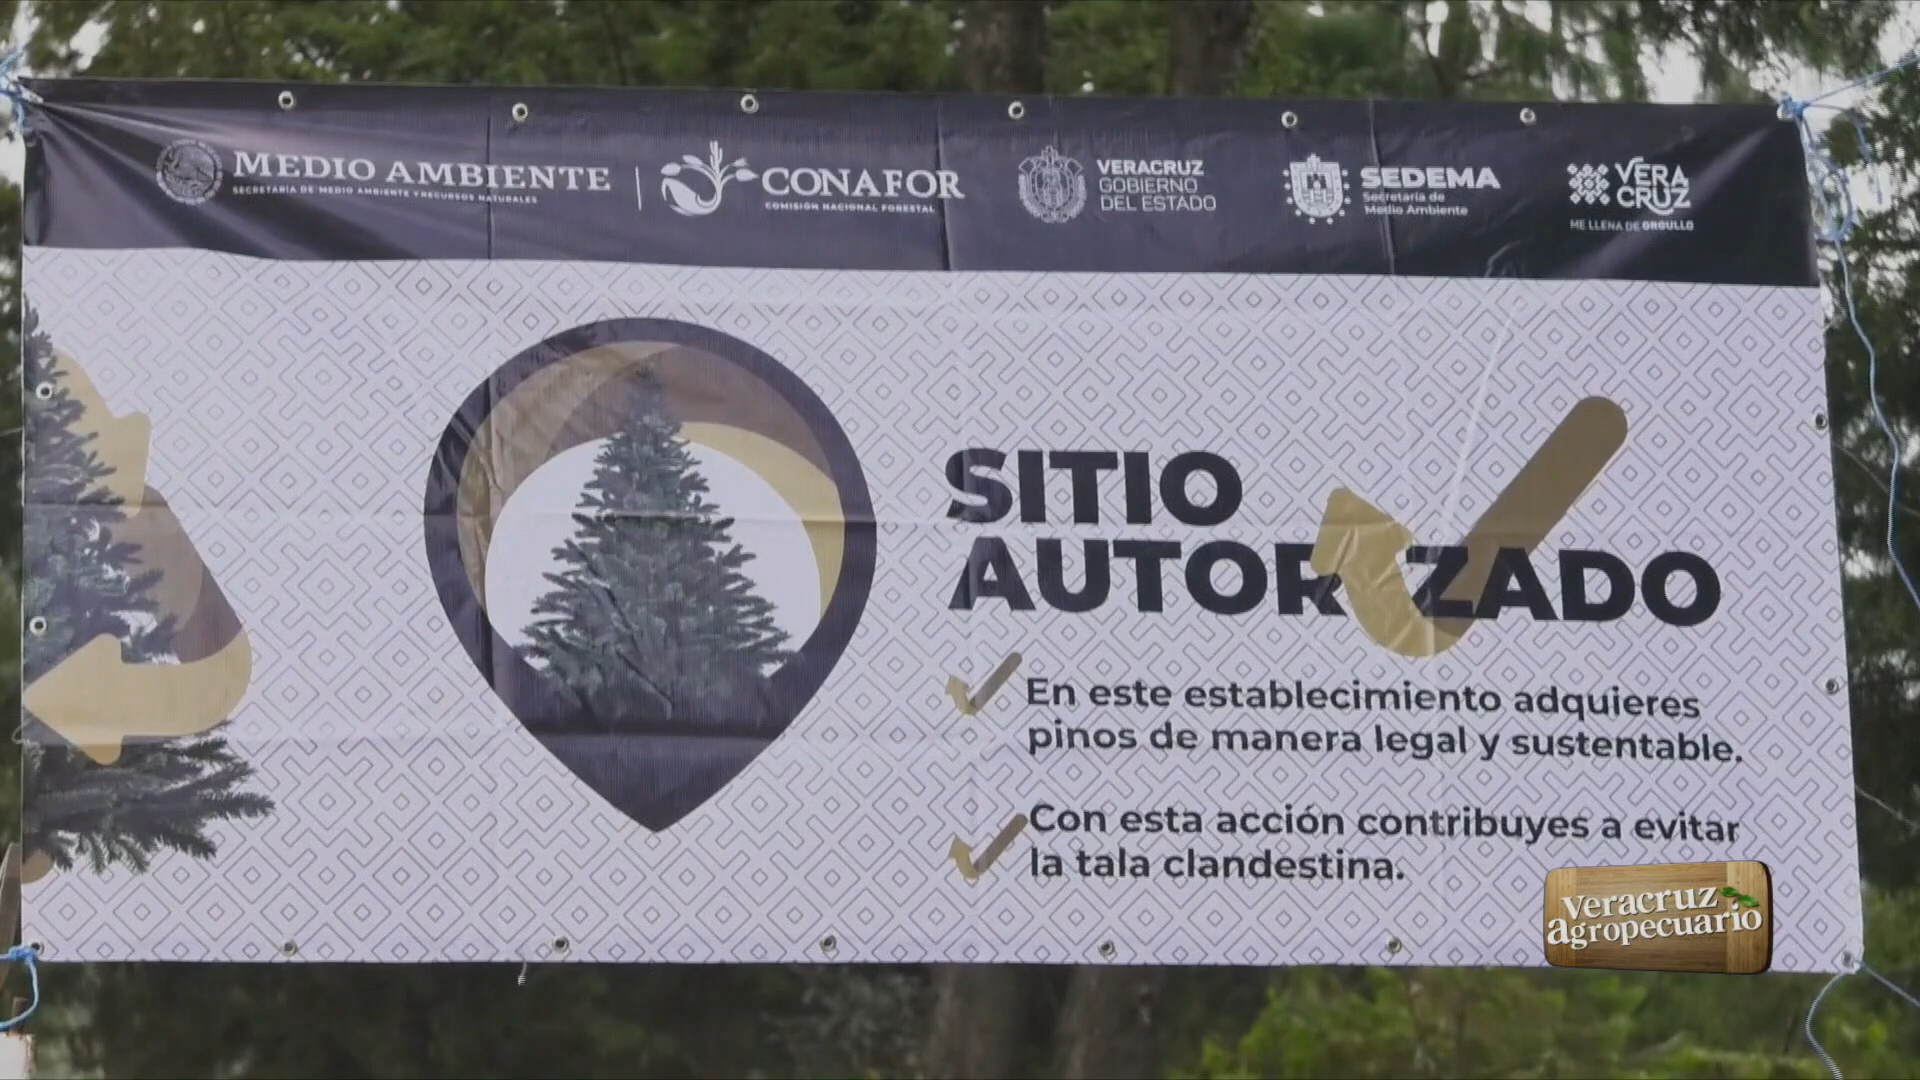 MEDIO AMBIENTE
SECRETARÍA DE MEDIO AMBIENTE Y RECURSOS NATURALES
CONAFOR
COMISIÓN NACIONAL FORESTAL
VERACRUZ
GOBIERNO
DEL ESTADO
SEDEMA
Secretaría de
Medio Ambiente
VERA
CRUZ
ME LLENA DE ORGULLO
SITIO
AUTORIZADO
En este establecimiento adquieres
pinos de manera legal y sustentable.
Con esta acción contribuyes a evitar
la tala clandestina.
Veracruz
agropecuario